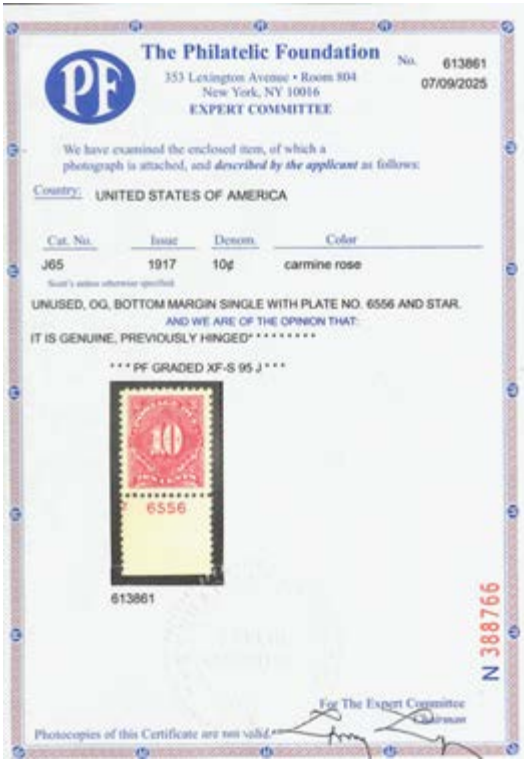 PF
The Philatelic Foundation
353 Lexington Avenue • Room 804
New York, NY 10016
EXPERT COMMITTEE
No. 613861
07/09/2025
We have examined the enclosed item, of which a
photograph is attached, and described by the applicant as follows:
Country: UNITED STATES OF AMERICA
Cat. No. Issue Denom. Color
J65 1917 10¢ carmine rose
Scott's unless otherwise specified
UNUSED, OG, BOTTOM MARGIN SINGLE WITH PLATE NO. 6556 AND STAR.
AND WE ARE OF THE OPINION THAT:
IT IS GENUINE, PREVIOUSLY HINGED* * * * * * * * *
* * * PF GRADED XF-S 95 J * * *
POSTAGE DUE
10
TEN CENTS
6556
613861
N 388766
For The Expert Committee
Chairman
Photocopies of this Certificate are not valid.